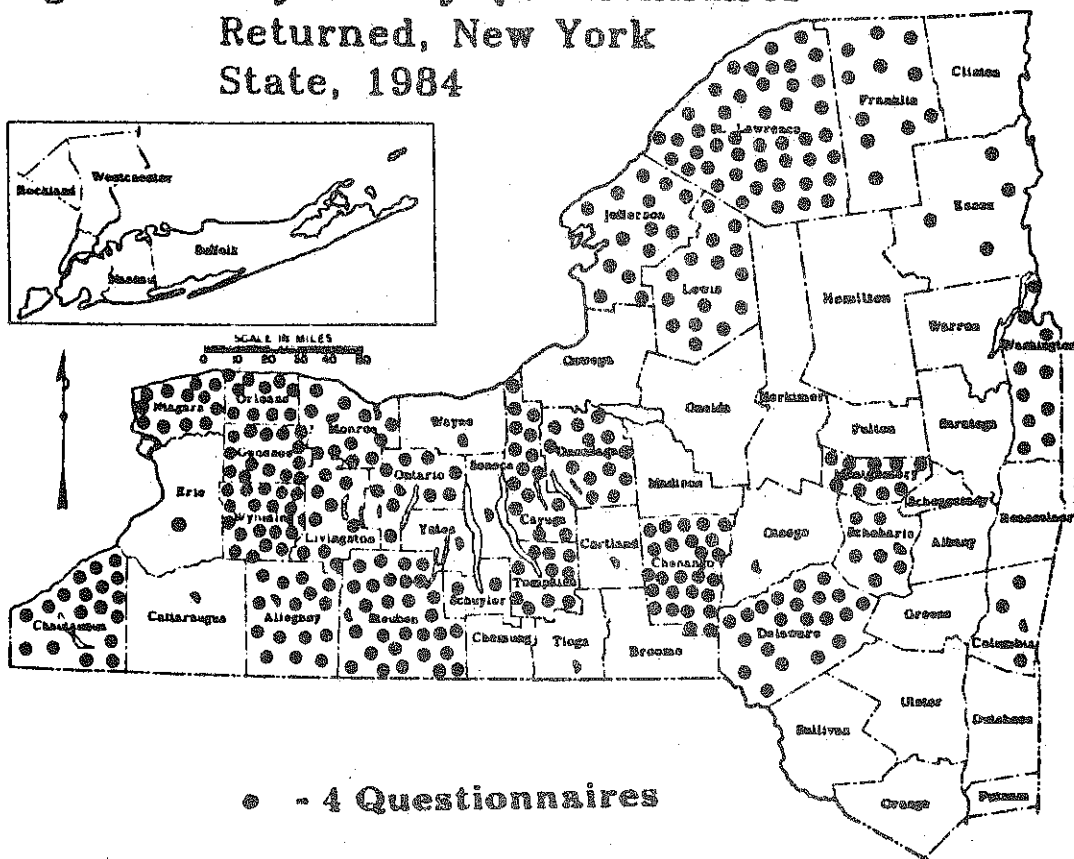 Returned, New York
State, 1984
Rockland
Westchester
Suffolk
Nassau
SCALE IN MILES
0 10 20 30 40 50
Clinton
Franklin
St. Lawrence
Essex
Jefferson
Lewis
Hamilton
Warren
Washington
Oswego
Oneida
Herkimer
Fulton
Saratoga
Niagara
Orleans
Monroe
Wayne
Genesee
Ontario
Seneca
Onondaga
Madison
Montgomery
Schenectady
Rensselaer
Erie
Wyoming
Livingston
Yates
Cayuga
Cortland
Chenango
Otsego
Schoharie
Albany
Chautauqua
Cattaraugus
Allegany
Steuben
Schuyler
Tompkins
Chemung
Tioga
Broome
Delaware
Greene
Columbia
Ulster
Sullivan
Dutchess
Orange
Putnam
- 4 Questionnaires